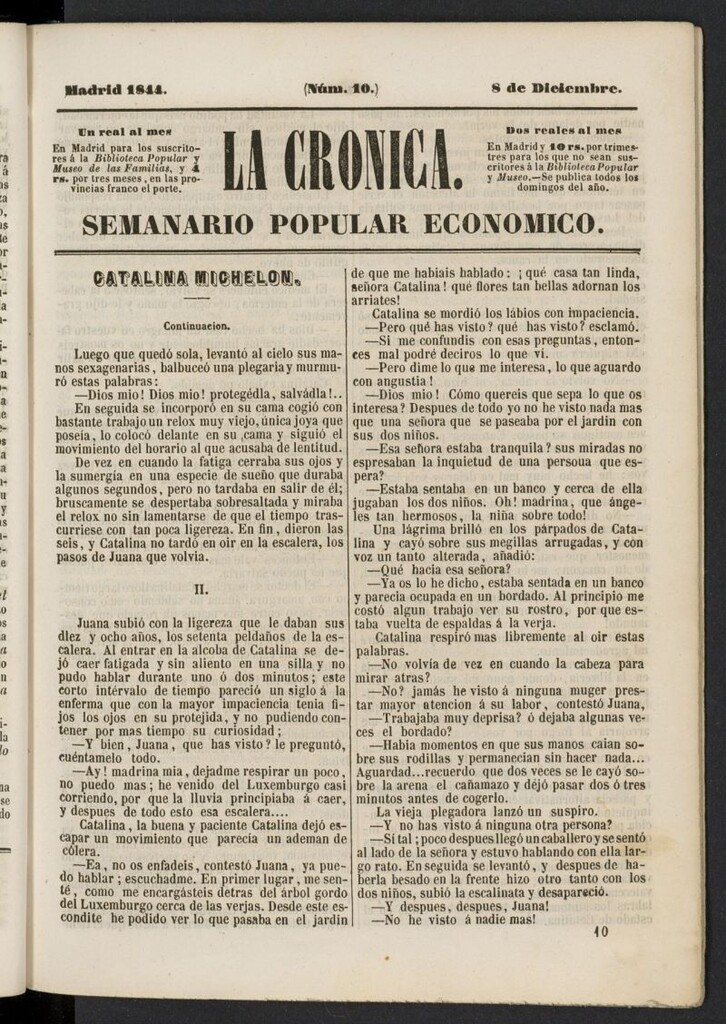 Madrid 1844.
(Núm. 10.)
8 de Diciembre.
Un real al mes
En Madrid para los suscrito-
res á la Biblioteca Popular y
Museo de las Familias, y 4
rs. por tres meses, en las pro-
vincias franco el porte.
LA CRONICA.
Dos reales al mes
En Madrid y 10 rs. por trimes-
tres para los que no sean sus-
critores á la Biblioteca Popular
y Museo.—Se publica todos los
domingos del año.
SEMANARIO POPULAR ECONOMICO.
CATALINA MICHELON.
Continuacion.
Luego que quedó sola, levantó al cielo sus ma-
nos sexagenarias, balbuceó una plegaria y murmu-
ró estas palabras:
—Dios mio! Dios mio! protegédla, salvádla!..
En seguida se incorporó en su cama cogió con
bastante trabajo un relox muy viejo, única joya que
poseia, lo colocó delante en su cama y siguió el
movimiento del horario al que acusaba de lentitud.
De vez en cuando la fatiga cerraba sus ojos y
la sumergia en una especie de sueño que duraba
algunos segundos, pero no tardaba en salir de él;
bruscamente se despertaba sobresaltada y miraba
el relox no sin lamentarse de que el tiempo tras-
curriese con tan poca ligereza. En fin, dieron las
seis, y Catalina no tardó en oir en la escalera, los
pasos de Juana que volvia.
II.
Juana subió con la ligereza que le daban sus
diez y ocho años, los setenta peldaños de la es-
calera. Al entrar en la alcoba de Catalina se de-
jó caer fatigada y sin aliento en una silla y no
pudo hablar durante uno ó dos minutos; este
corto intérvalo de tiempo pareció un siglo á la
enferma que con la mayor impaciencia tenia fi-
jos los ojos en su protejida, y no pudiendo con-
tener por mas tiempo su curiosidad;
—Y bien, Juana, que has visto? le preguntó,
cuéntamelo todo.
—Ay! madrina mia, dejadme respirar un poco,
no puedo mas; he venido del Luxemburgo casi
corriendo, por que la lluvia principiaba á caer,
y despues de todo esto esa escalera....
Catalina, la buena y paciente Catalina dejó es-
capar un movimiento que parecia un ademan de
cólera.
—Ea, no os enfadeis, contestó Juana, ya pue-
do hablar; escuchadme. En primer lugar, me sen-
té, como me encargásteis detras del árbol gordo
del Luxemburgo cerca de las verjas. Desde este es-
condite he podido ver lo que pasaba en el jardin
de que me habiais hablado: ¡ qué casa tan linda,
señora Catalina! qué flores tan bellas adornan los
arriates!
Catalina se mordió los lábios con impaciencia.
—Pero qué has visto? qué has visto? esclamó.
—Si me confundis con esas preguntas, enton-
ces mal podré deciros lo que ví.
—Pero dime lo que me interesa, lo que aguardo
con angustia!
—Dios mio! Cómo quereis que sepa lo que os
interesa? Despues de todo yo no he visto nada mas
que una señora que se paseaba por el jardin con
sus dos niños.
—Esa señora estaba tranquila? sus miradas no
espresaban la inquietud de una persoua que es-
pera?
—Estaba sentaba en un banco y cerca de ella
jugaban los dos niños. Oh! madrina, que ánge-
les tan hermosos, la niña sobre todo!
Una lágrima brilló en los párpados de Cata-
lina y cayó sobre sus megillas arrugadas, y con
voz un tanto alterada, añadió:
—Qué hacia esa señora?
—Ya os lo he dicho, estaba sentada en un banco
y parecia ocupada en un bordado. Al principio me
costó algun trabajo ver su rostro, por que es-
taba vuelta de espaldas á la verja.
Catalina respiró mas libremente al oir estas
palabras.
—No volvía de vez en cuando la cabeza para
mirar atras?
—No? jamás he visto á ninguna muger pres-
tar mayor atencion á su labor, contestó Juana,
—Trabajaba muy deprisa? ó dejaba algunas ve-
ces el bordado?
—Habia momentos en que sus manos caian so-
bre sus rodillas y permanecian sin hacer nada...
Aguardad...recuerdo que dos veces se le cayó so-
bre la arena el cañamazo y déjó pasar dos ó tres
minutos antes de cogerlo.
La vieja plegadora lanzó un suspiro.
—Y no has visto á ninguna otra persona?
—Sí tal; poco despues llegó un caballero y se sentó
al lado de la señora y estuvo hablando con ella lar-
go rato. En seguida se levantó, y despues de ha-
berla besado en la frente hizo otro tanto con los
dos niños, subió la escalinata y desapareció.
—Y despues, despues, Juana!
—No he visto á nadie mas!
10